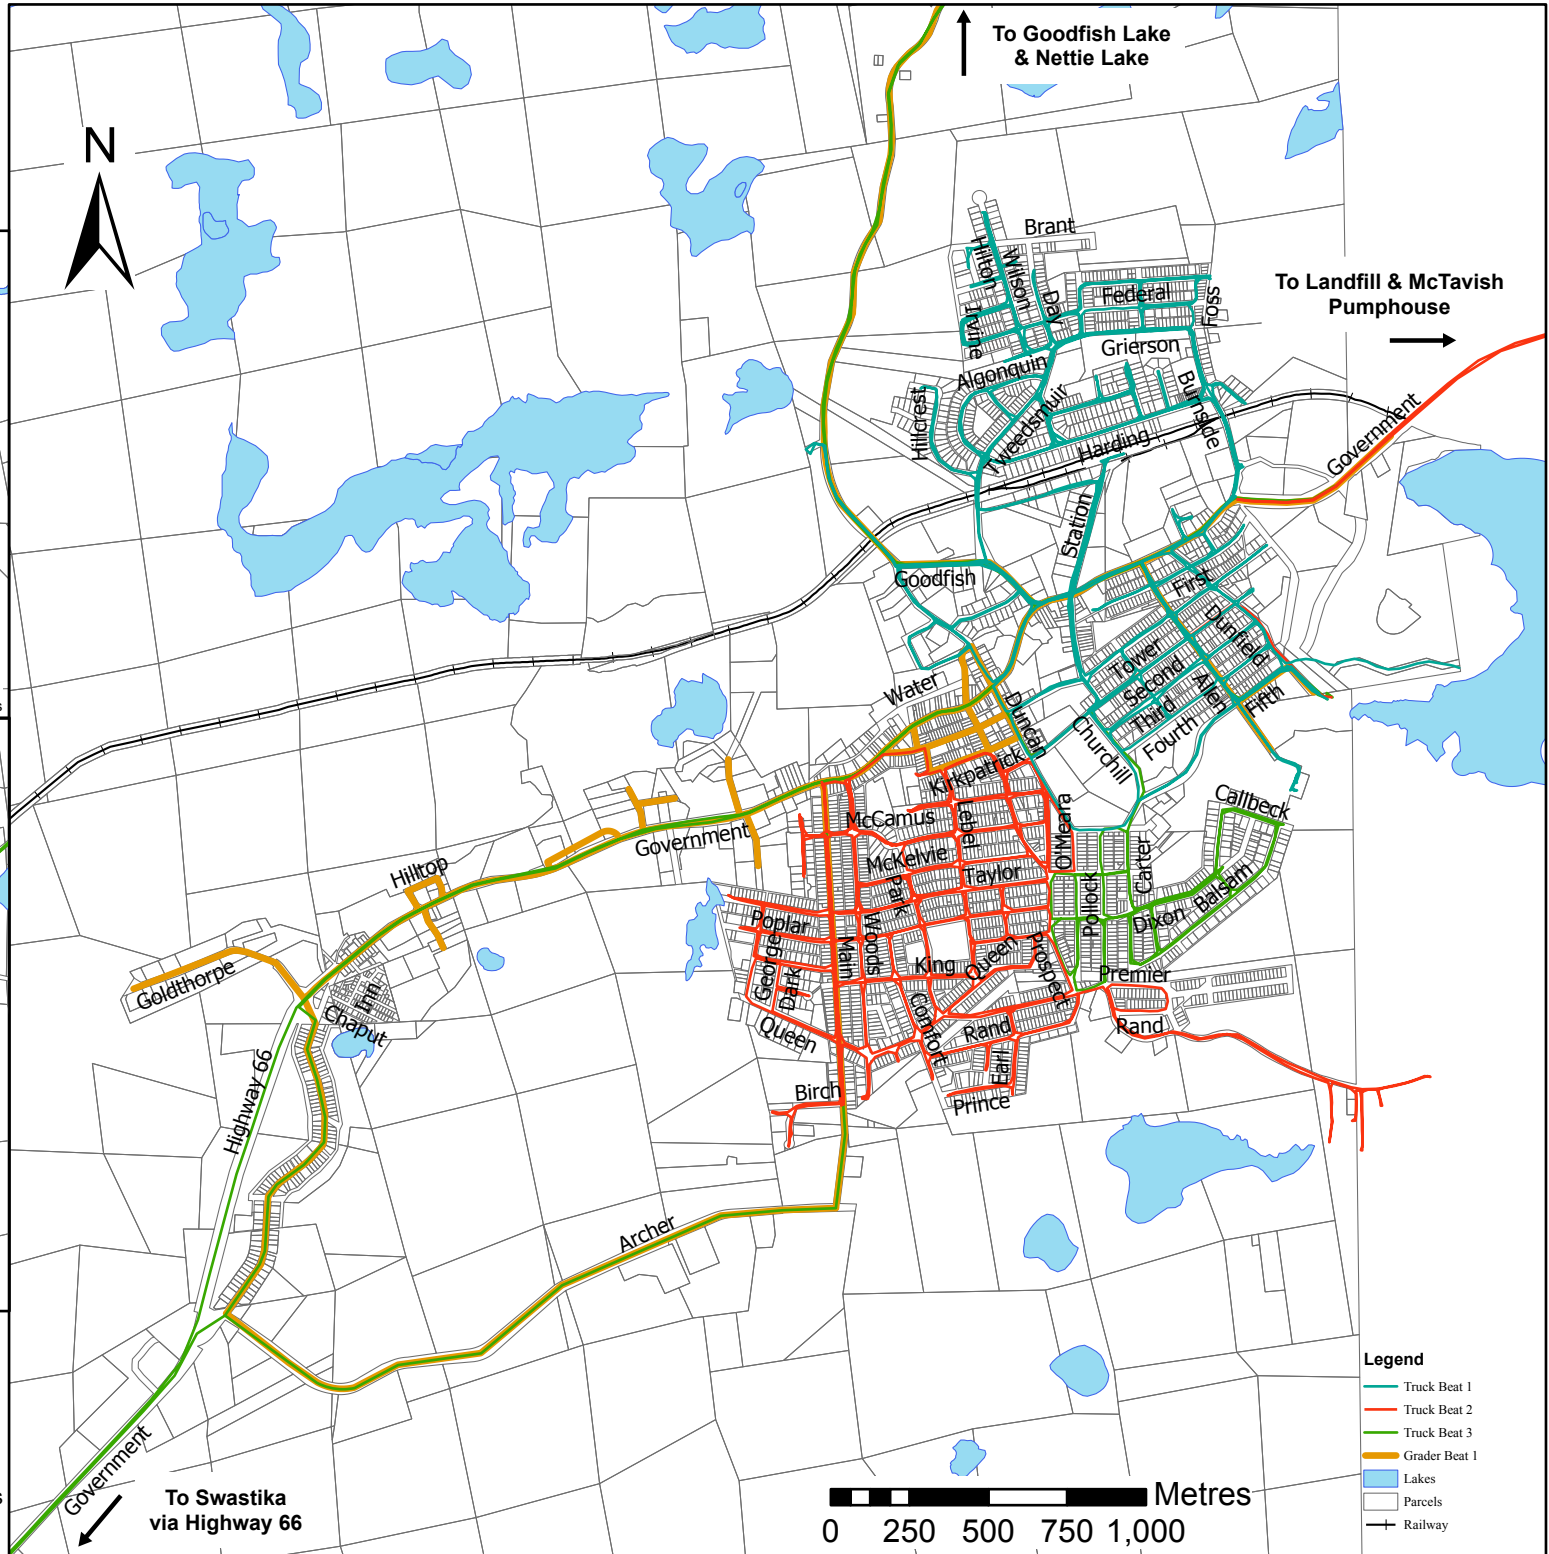 To Goodfish Lake
& Nettie Lake
N
Brant
Hilton
Wilson
Day
Federal
Foss
To Landfill & McTavish
Pumphouse
Irvine
Grierson
Algonquin
Hillcrest
Tweedsmuir
Burnside
Harding
Government
Station
Goodfish
First
Dunfield
Tower
Second
Allen
Third
Fifth
Fourth
Water
Duncan
Churchill
Kirkpatrick
Callbeck
McCamus
Lebel
O'Meara
Government
McKelvie
Carter
Hilltop
Taylor
Park
Pollock
Balsam
Dixon
Poplar
Woods
Main
George
Queen
Prospect
King
Premier
Goldthorpe
Dark
Inn
Chaput
Queen
Comfort
Rand
Rand
Earl
Highway 66
Birch
Prince
Archer
Government
To Swastika
via Highway 66
Metres
0 250 500 750 1,000
Legend
Truck Beat 1
Truck Beat 2
Truck Beat 3
Grader Beat 1
Lakes
Parcels
Railway